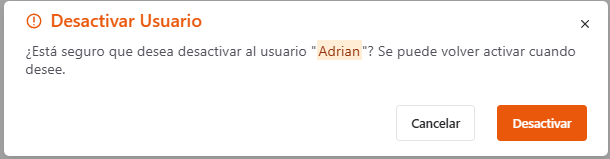 Desactivar Usuario
¿Está seguro que desea desactivar al usuario "Adrian"? Se puede volver activar cuando
desee.
Cancelar
Desactivar